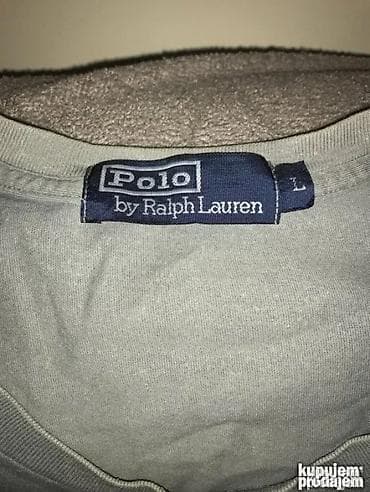 Polo
by Ralph Lauren
L
kupujem
prodajem